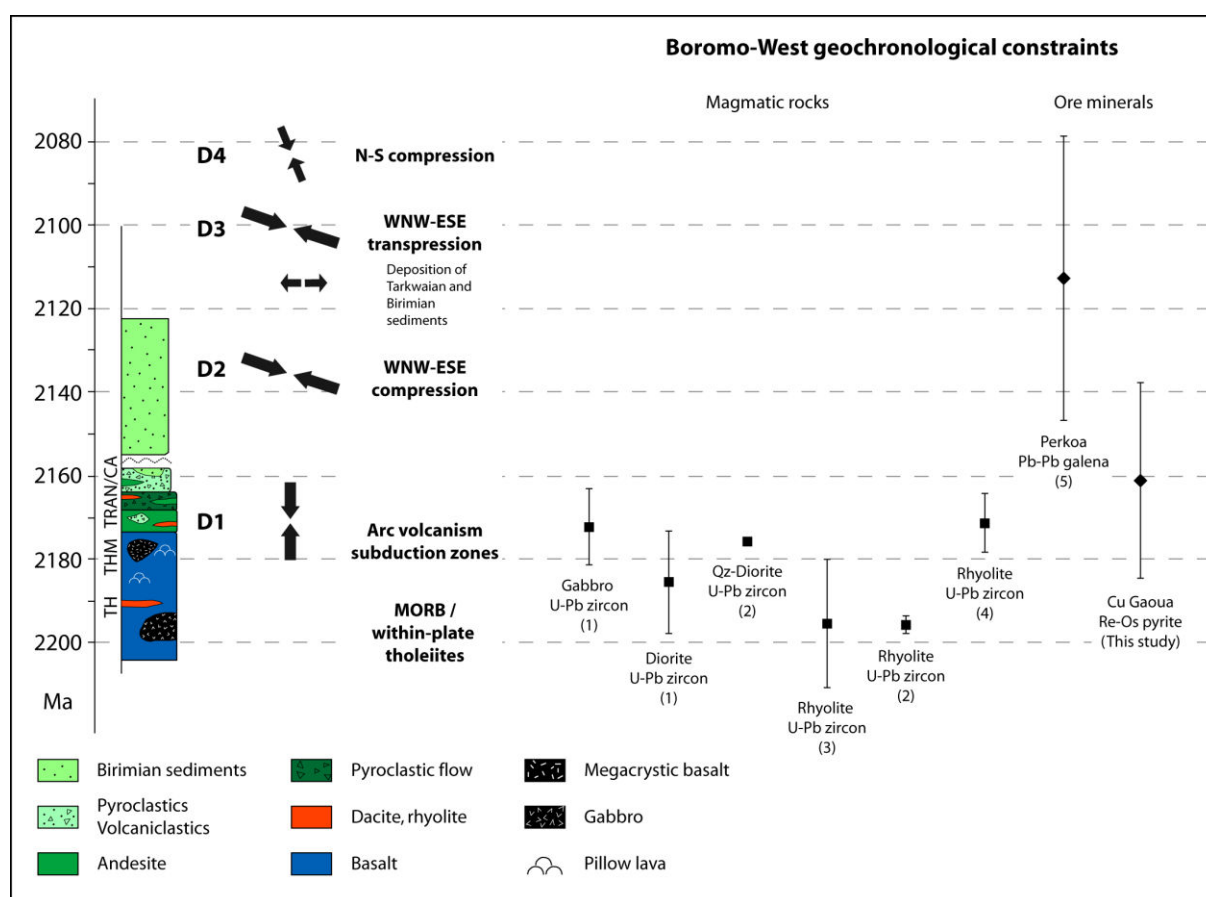 Boromo-West geochronological constraints
Magmatic rocks
Ore minerals
2080
2100
2120
2140
2160
2180
2200
Ma
TH
THM
TRAN/CA
D4
N-S compression
D3
WNW-ESE
transpression
Deposition of
Tarkwaian and
Birimian
sediments
D2
WNW-ESE
compression
D1
Arc volcanism
subduction zones
MORB /
within-plate
tholeiites
Gabbro
U-Pb zircon
(1)
Diorite
U-Pb zircon
(1)
Qz-Diorite
U-Pb zircon
(2)
Rhyolite
U-Pb zircon
(3)
Rhyolite
U-Pb zircon
(2)
Rhyolite
U-Pb zircon
(4)
Perkoa
Pb-Pb galena
(5)
Cu Gaoua
Re-Os pyrite
(This study)
Birimian sediments
Pyroclastics
Volcaniclastics
Andesite
Pyroclastic flow
Dacite, rhyolite
Basalt
Megacrystic basalt
Gabbro
Pillow lava